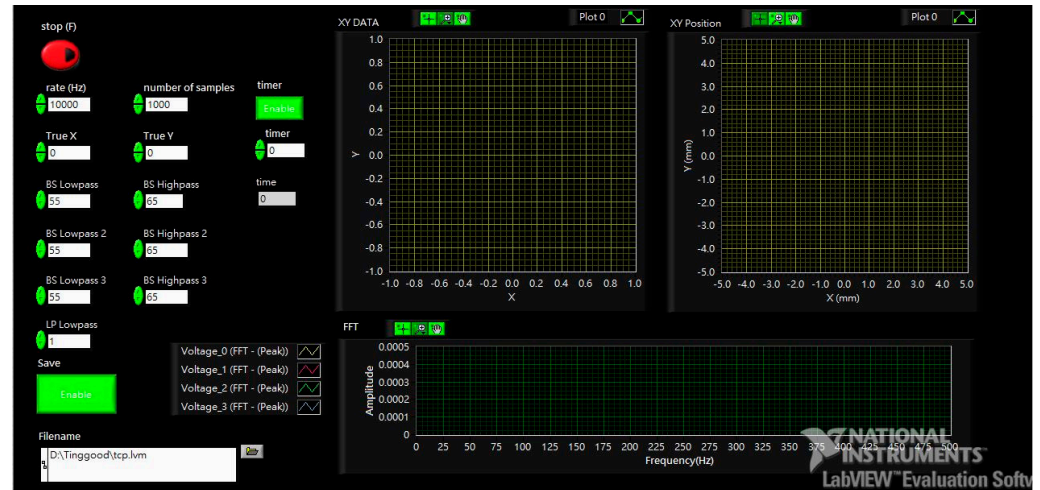 stop (F)
rate (Hz) number of samples timer
10000 1000 Enable
True X True Y timer
0 0 0
BS Lowpass BS Highpass time
55 65 0
BS Lowpass 2 BS Highpass 2
55 65
BS Lowpass 3 BS Highpass 3
55 65
LP Lowpass
1
Save
Enable
Voltage_0 (FFT - (Peak))
Voltage_1 (FFT - (Peak))
Voltage_2 (FFT - (Peak))
Voltage_3 (FFT - (Peak))
Filename
D:\Tinggood\tcp.lvm
XY DATA Plot 0
1.0
0.8
0.6
0.4
0.2
0.0
-0.2
-0.4
-0.6
-0.8
-1.0
Y
-1.0 -0.8 -0.6 -0.4 -0.2 0.0 0.2 0.4 0.6 0.8 1.0
X
XY Position Plot 0
5.0
4.0
3.0
2.0
1.0
0.0
-1.0
-2.0
-3.0
-4.0
-5.0
Y (mm)
-5.0 -4.0 -3.0 -2.0 -1.0 0.0 1.0 2.0 3.0 4.0 5.0
X (mm)
FFT
0.0005
0.0004
0.0003
0.0002
0.0001
0
Amplitude
0 25 50 75 100 125 150 175 200 225 250 275 300 325 350 375 400 425 450 475 500
Frequency(Hz)
NATIONAL
INSTRUMENTS
LabVIEW™ Evaluation Softw